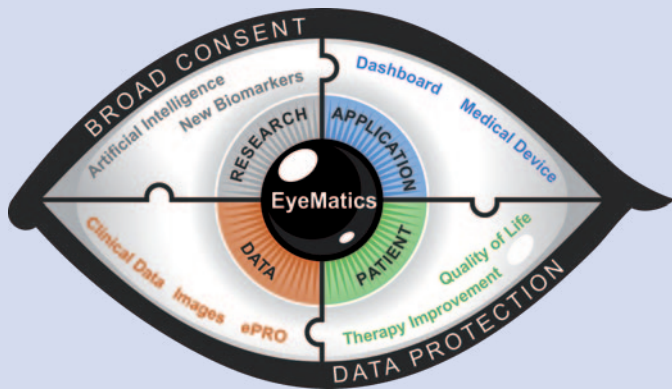 BROAD CONSENT
Artificial Intelligence
New Biomarkers
Dashboard
Medical Device
RESEARCH
APPLICATION
EyeMatics
DATA
PATIENT
Clinical Data
Images
ePRO
Quality of Life
Therapy Improvement
DATA PROTECTION